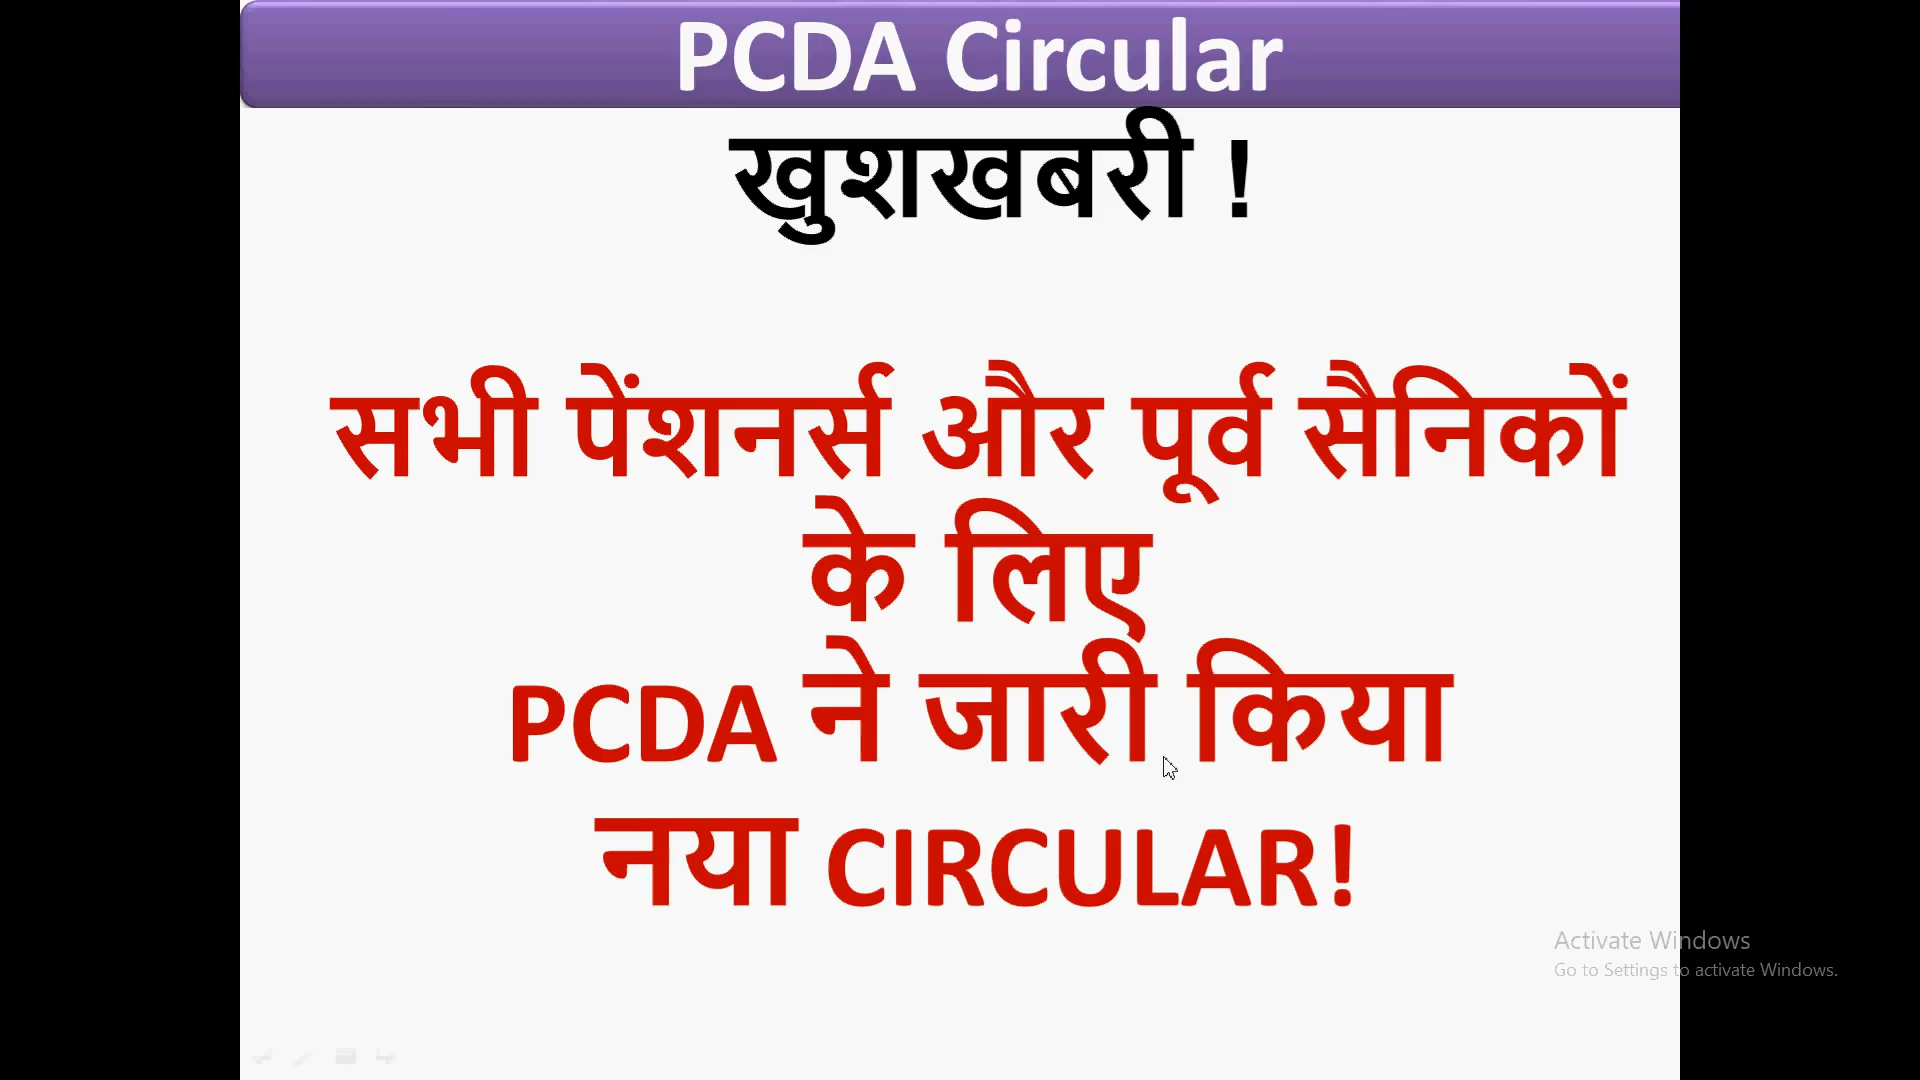 PCDA Circular
खुशखबरी !
सभी पेंशनर्स और पूर्व सैनिकों
के लिए
PCDA ने जारी किया
नया CIRCULAR!
Activate Windows
Go to Settings to activate Windows.